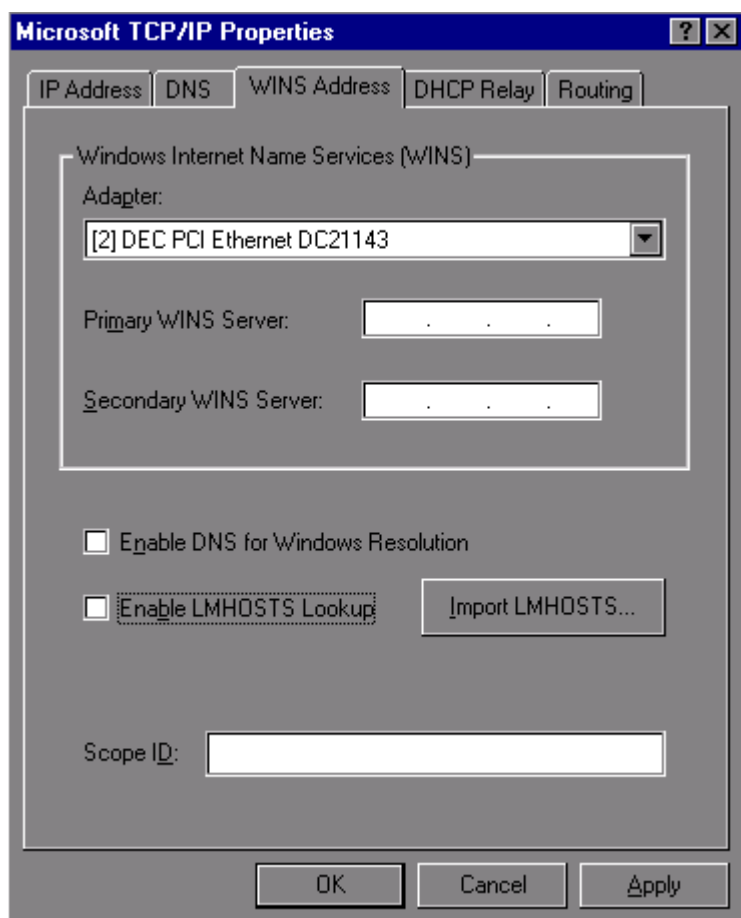 Microsoft TCP/IP Properties
IP Address DNS WINS Address DHCP Relay Routing
Windows Internet Name Services (WINS)
Adapter:
[2] DEC PCI Ethernet DC21143
Primary WINS Server: . . .
Secondary WINS Server: . . .
Enable DNS for Windows Resolution
Enable LMHOSTS Lookup Import LMHOSTS...
Scope ID:
OK Cancel Apply